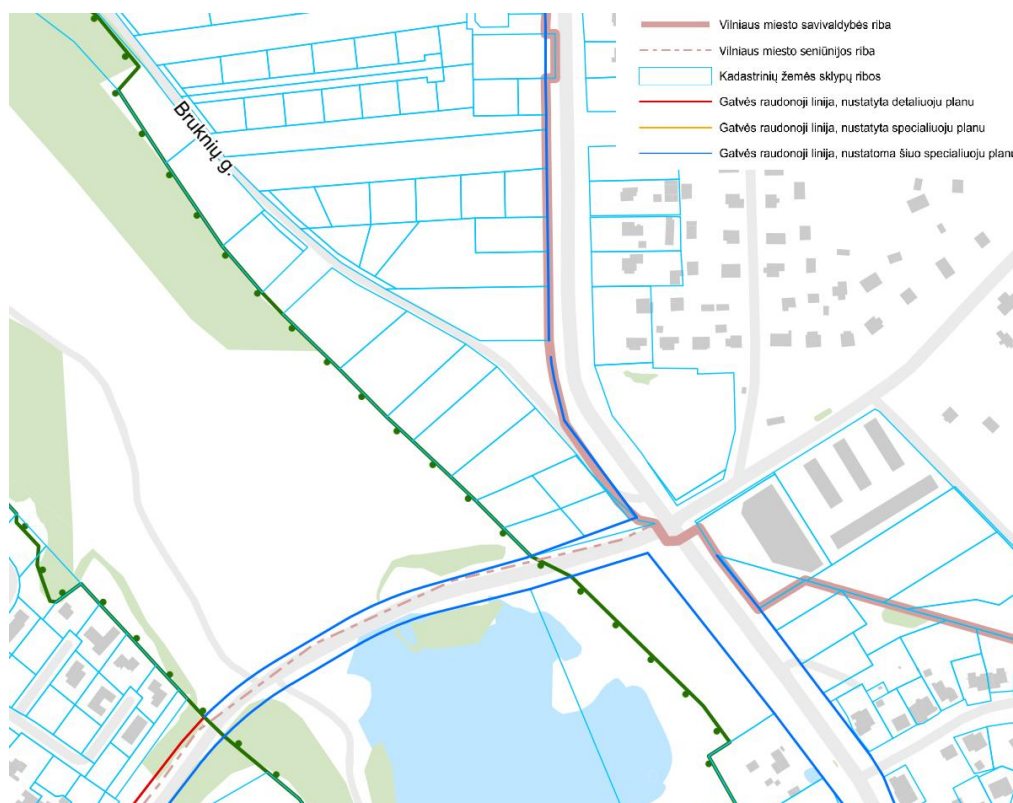 Vilniaus miesto savivaldybės riba
Vilniaus miesto seniūnijos riba
Kadastrinių žemės sklypų ribos
Gatvės raudonoji linija, nustatyta detaliuoju planu
Gatvės raudonoji linija, nustatyta specialiuoju planu
Gatvės raudonoji linija, nustatoma šiuo specialiuoju planu
Bruknių g.